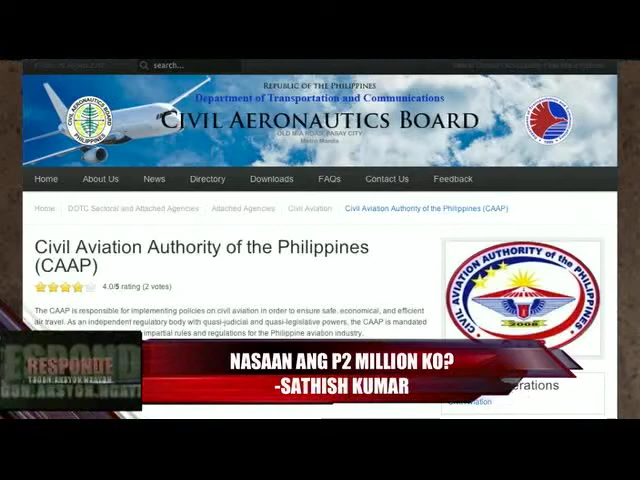 search...
REPUBLIC OF THE PHILIPPINES
Department of Transportation and Communications
CIVIL AERONAUTICS BOARD
OLD MIA ROAD, PASAY CITY
Metro Manila
CIVIL AERONAUTICS BOARD
PHILIPPINES
Home About Us News Directory Downloads FAQs Contact Us Feedback
Home DOTC Sectoral and Attached Agencies Attached Agencies Civil Aviation Civil Aviation Authority of the Philippines (CAAP)
Civil Aviation Authority of the Philippines
(CAAP)
4.0/5 rating (2 votes)
The CAAP is responsible for implementing policies on civil aviation in order to ensure safe, economical, and efficient
air travel. As an independent regulatory body with quasi-judicial and quasi-legislative powers, the CAAP is mandated
impartial rules and regulations for the Philippine aviation industry.
CIVIL AVIATION AUTHORITY OF THE PHILIPPINES
2008
RESPONDE
NASAAN ANG P2 MILLION KO?
-SATHISH KUMAR